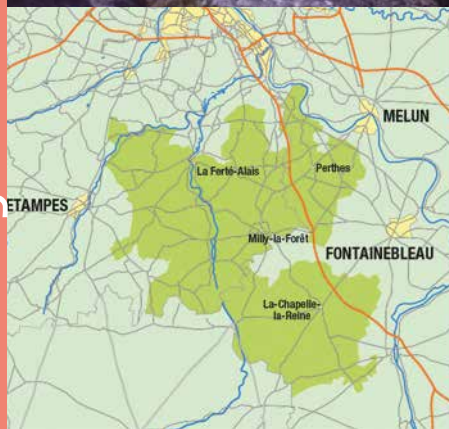 MELUN
La Ferté-Alais
Perthes
ETAMPES
Milly-la-Forêt
FONTAINEBLEAU
La-Chapelle-
la-Reine